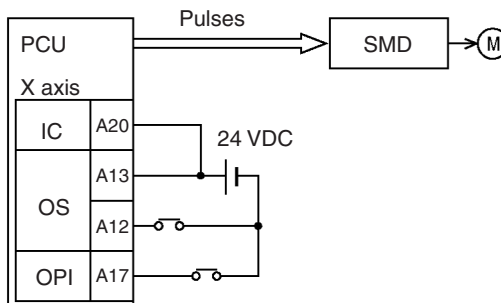 Pulses
PCU
SMD
M
X axis
IC A20
24 VDC
A13
OS
A12
OPI A17